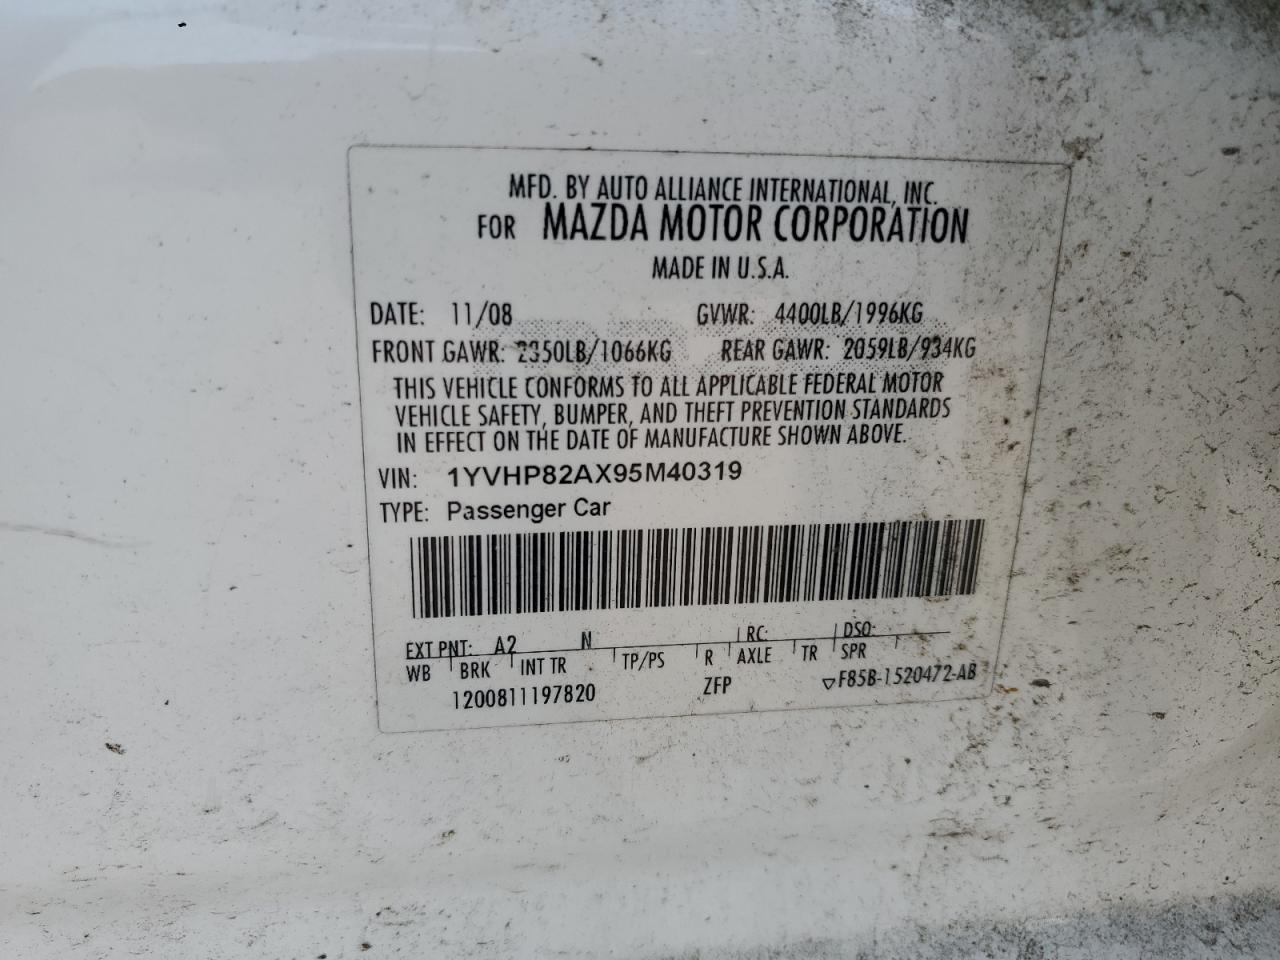 MFD. BY AUTO ALLIANCE INTERNATIONAL, INC.
FOR MAZDA MOTOR CORPORATION
MADE IN U.S.A.
DATE: 11/08 GVWR: 4400LB/1996KG
FRONT GAWR: 2350LB/1066KG REAR GAWR: 2059LB/934KG
THIS VEHICLE CONFORMS TO ALL APPLICABLE FEDERAL MOTOR
VEHICLE SAFETY, BUMPER, AND THEFT PREVENTION STANDARDS
IN EFFECT ON THE DATE OF MANUFACTURE SHOWN ABOVE.
VIN: 1YVHP82AX95M40319
TYPE: Passenger Car
EXT PNT: A2 N RC: DSO:
WB BRK INT TR TP/PS R AXLE TR SPR
1200811197820 ZFP ▽F85B-1520472-AB